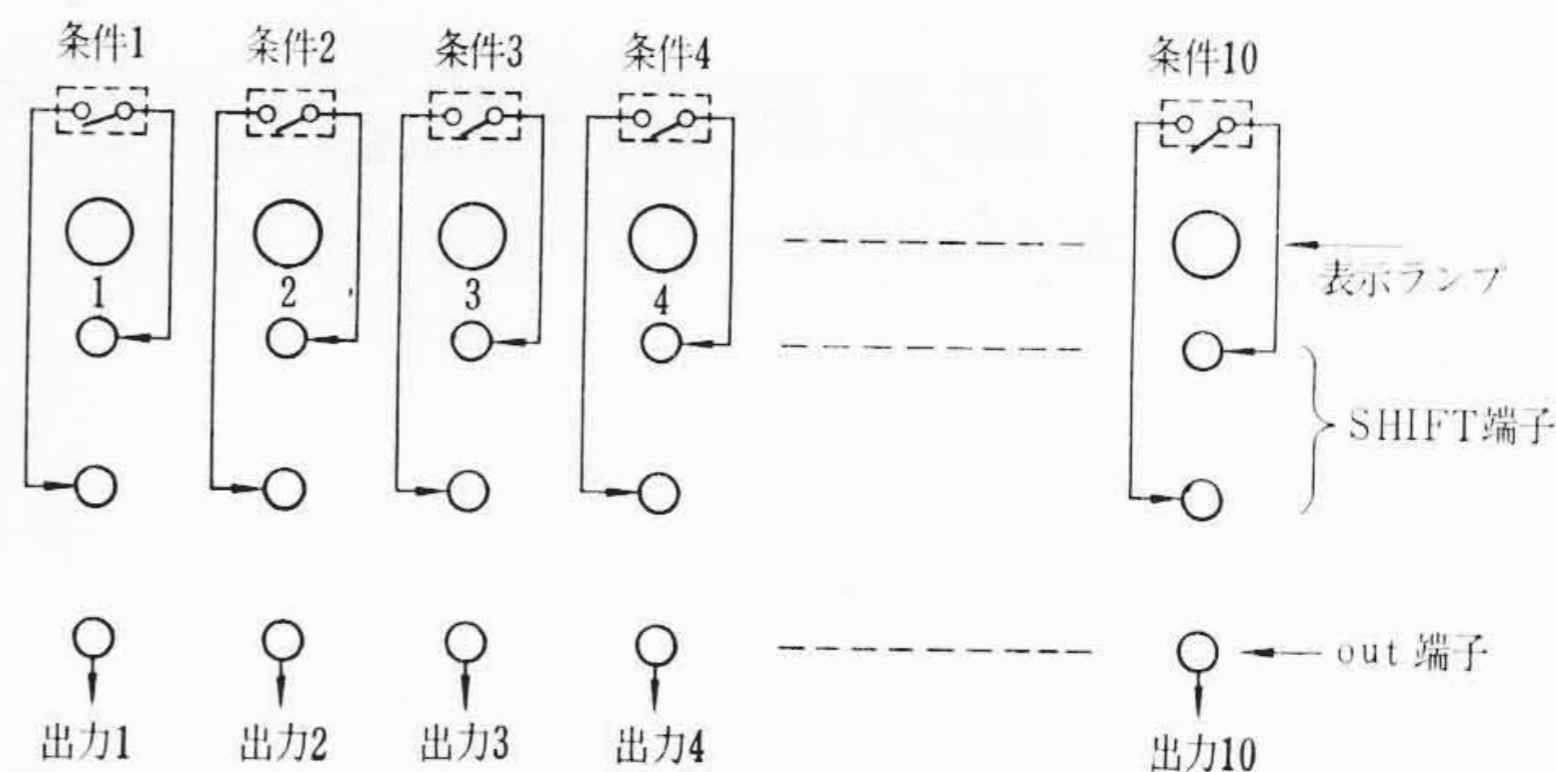 条件1 条件2 条件3 条件4 条件10
1 2 3 4
表示ランプ
SHIFT端子
out 端子
出力1 出力2 出力3 出力4 出力10